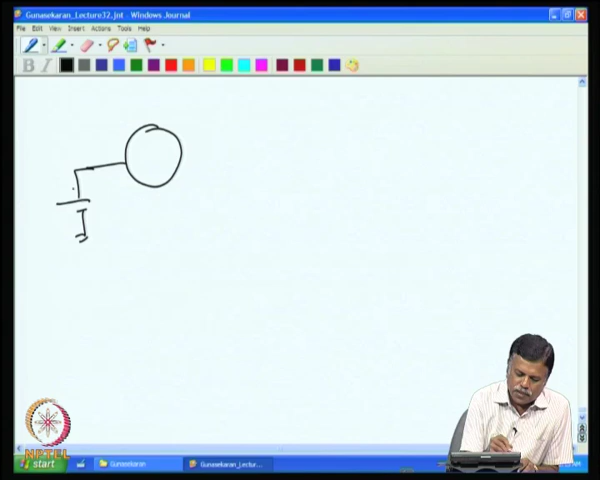 Gunasekaran_Lecture32.jnt - Windows Journal
File Edit View Insert Actions Tools Help
B I
NPTEL
start Gunasekaran Gunasekaran_Lectur...